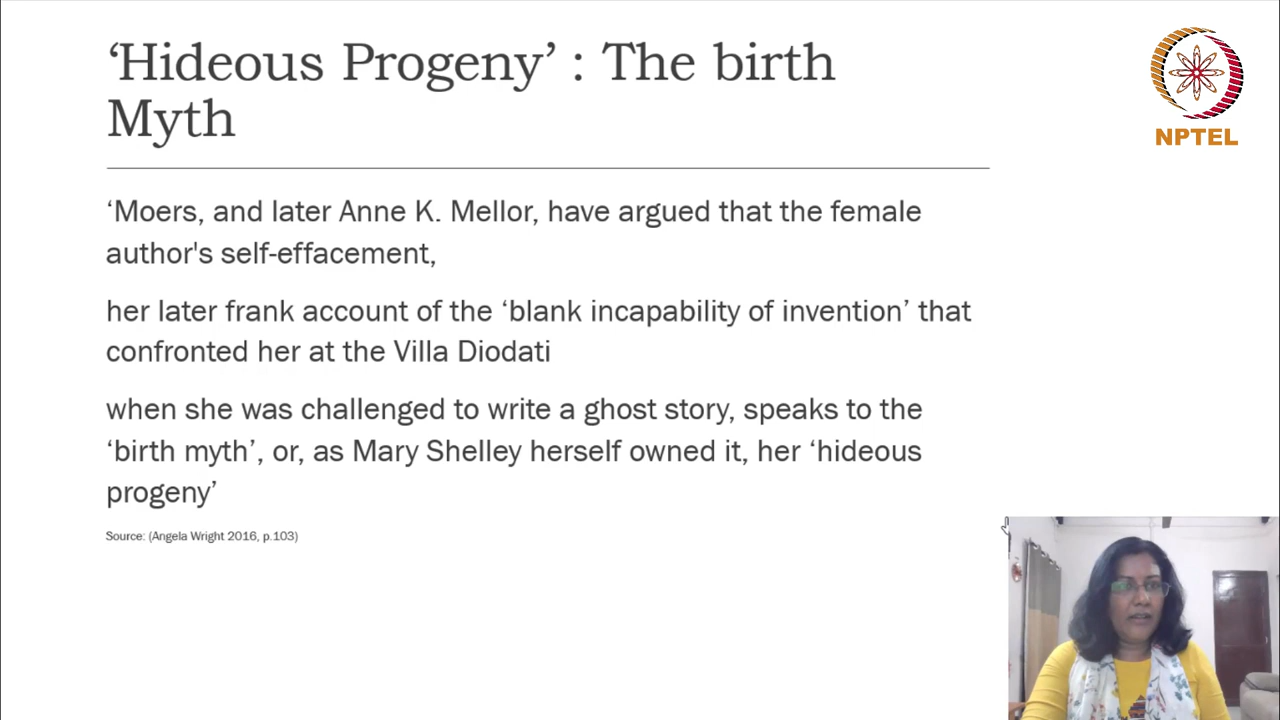 ‘Hideous Progeny’ : The birth
Myth
NPTEL
‘Moers, and later Anne K. Mellor, have argued that the female
author's self-effacement,
her later frank account of the ‘blank incapability of invention’ that
confronted her at the Villa Diodati
when she was challenged to write a ghost story, speaks to the
‘birth myth’, or, as Mary Shelley herself owned it, her ‘hideous
progeny’
Source: (Angela Wright 2016, p.103)